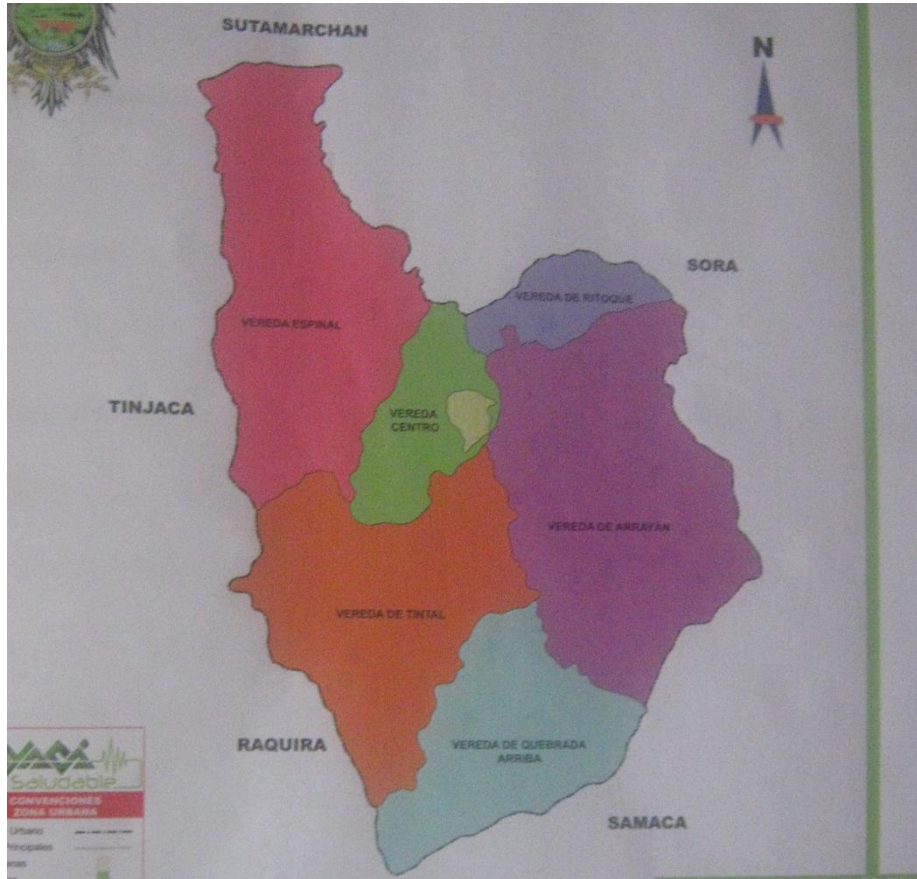 SUTAMARCHAN
N
SORA
VEREDA DE RITOQUE
VEREDA ESPINAL
TINJACA
VEREDA
CENTRO
VEREDA DE ARRAYAN
VEREDA DE TINTAL
RAQUIRA
VEREDA DE QUEBRADA
ARRIBA
SAMACA
Saludable
CONVENCIONES
ZONA URBANA
Urbano